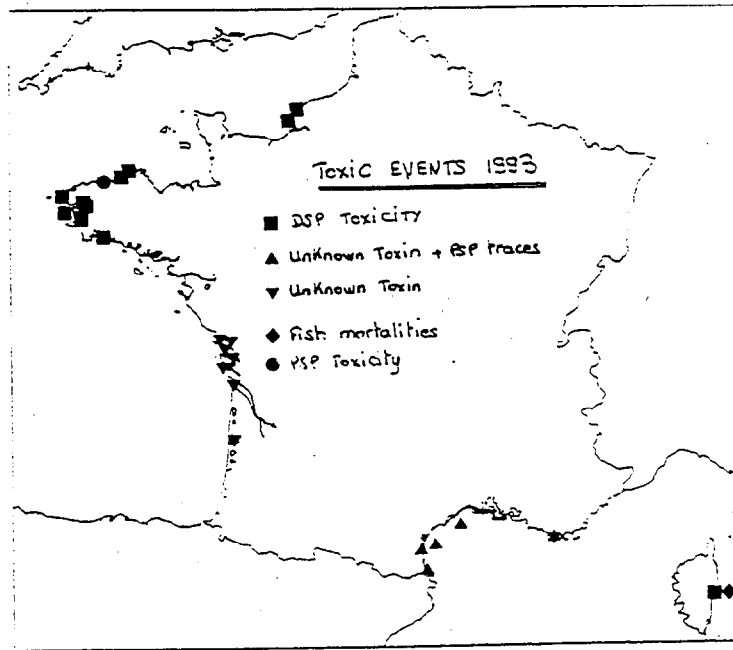 Toxic EVENTS 1993
DSP Toxicity
Unknown Toxin + PSP traces
Unknown Toxin
Fish mortalities
PSP Toxicity